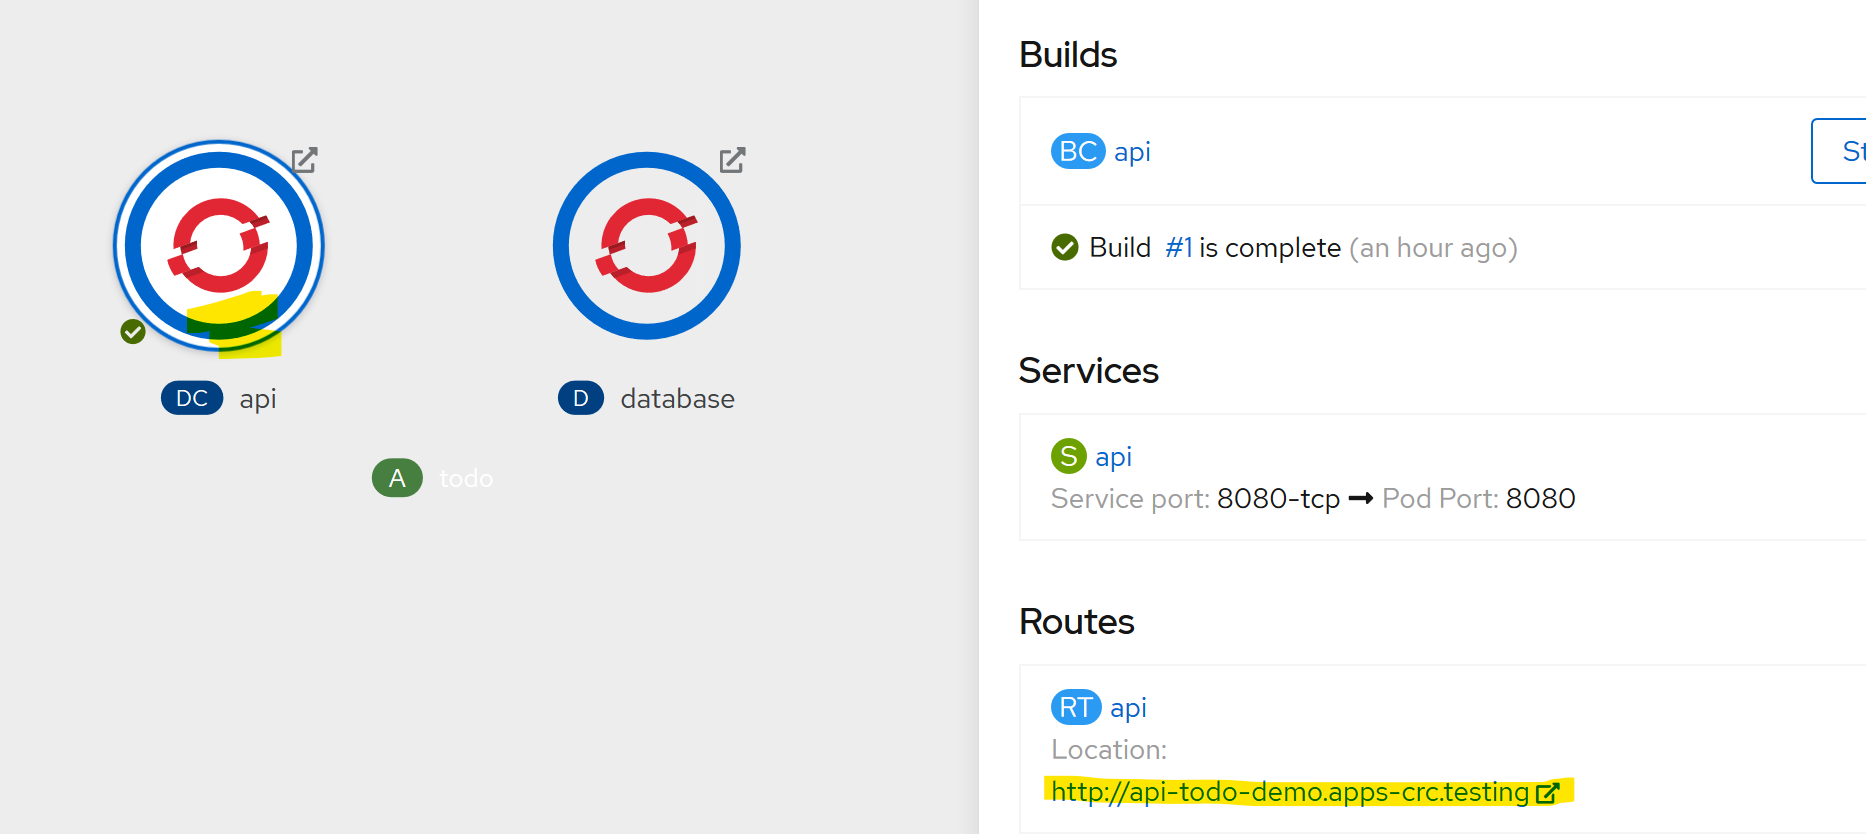 DC api
D database
A todo
Builds
BC api
St
Build #1 is complete (an hour ago)
Services
S api
Service port: 8080-tcp → Pod Port: 8080
Routes
RT api
Location:
http://api-todo-demo.apps-crc.testing